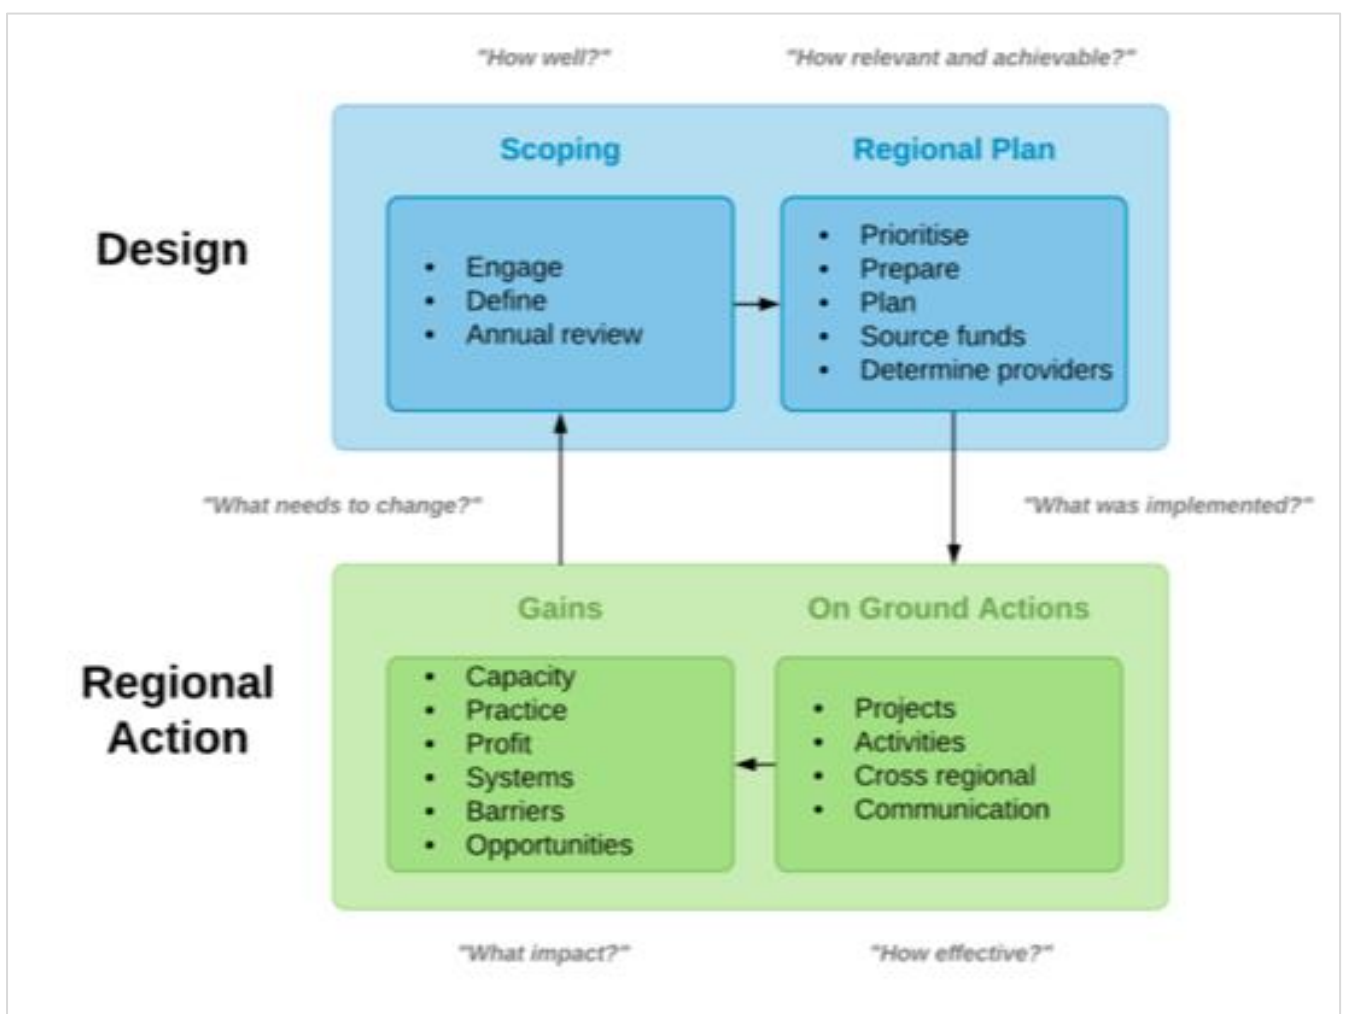 "How well?"
"How relevant and achievable?"
Design
Scoping
• Engage
• Define
• Annual review
Regional Plan
• Prioritise
• Prepare
• Plan
• Source funds
• Determine providers
"What needs to change?"
"What was implemented?"
Regional
Action
Gains
• Capacity
• Practice
• Profit
• Systems
• Barriers
• Opportunities
On Ground Actions
• Projects
• Activities
• Cross regional
• Communication
"What impact?"
"How effective?"